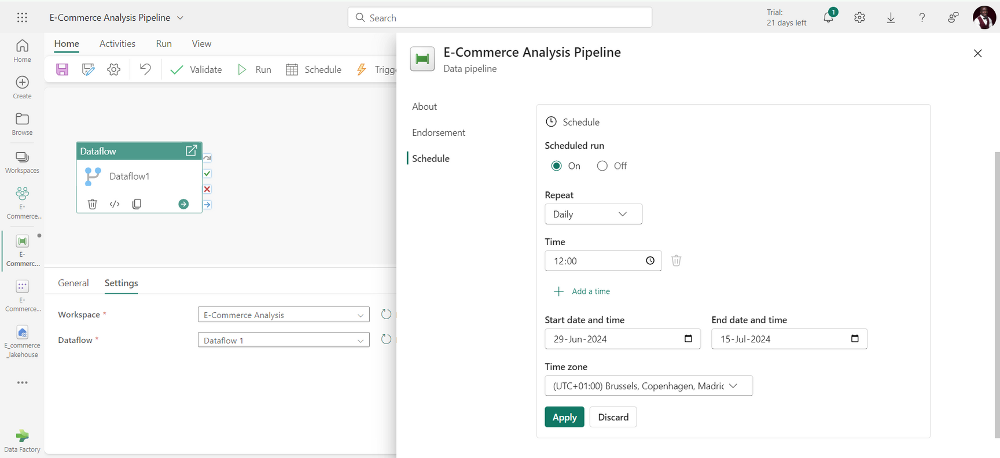 E-Commerce Analysis Pipeline
Search
Trial:
21 days left
1
Home
Create
Browse
Workspaces
E-
Commerce...
E-
Commerc...
E-
Commerce...
E_commerce
_lakehouse
Data Factory
Home Activities Run View
Validate Run Schedule Trigg
Dataflow
Dataflow1
General Settings
Workspace * E-Commerce Analysis
Dataflow * Dataflow 1
E-Commerce Analysis Pipeline
Data pipeline
About
Endorsement
Schedule
Schedule
Scheduled run
On Off
Repeat
Daily
Time
12:00
Add a time
Start date and time End date and time
29-Jun-2024 15-Jul-2024
Time zone
(UTC+01:00) Brussels, Copenhagen, Madri
Apply Discard